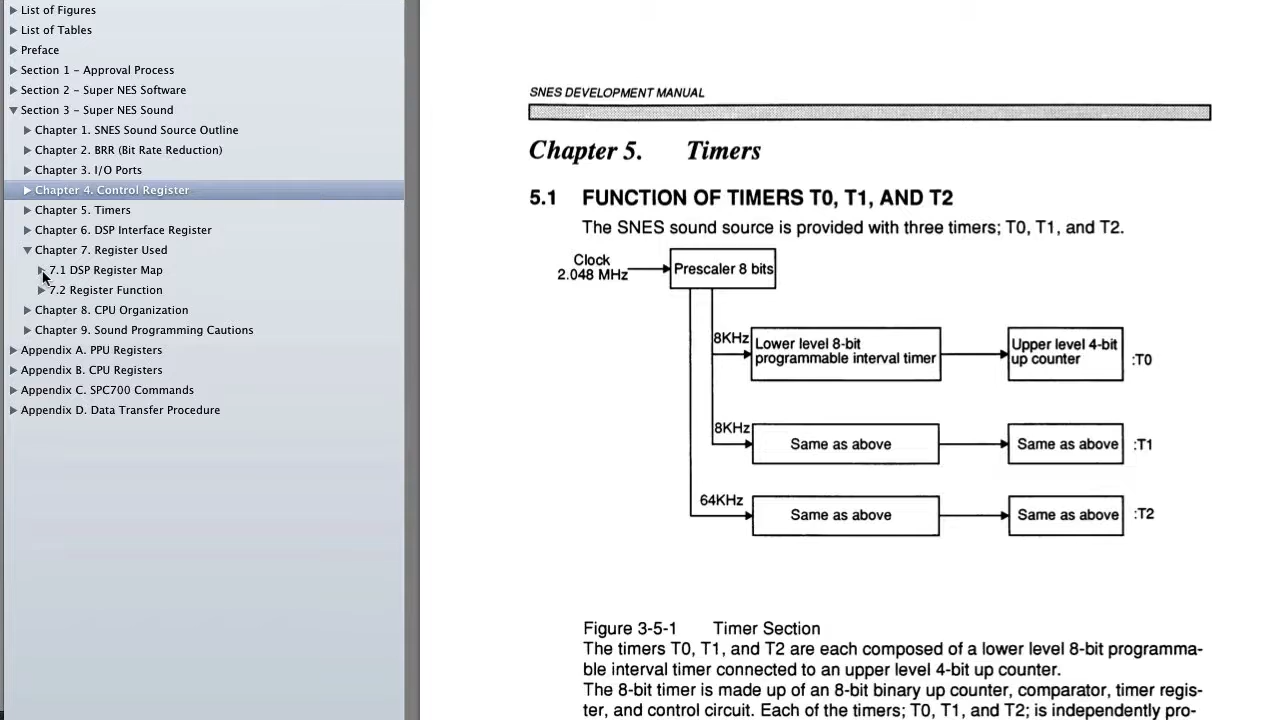 List of Figures
List of Tables
Preface
Section 1 – Approval Process
Section 2 – Super NES Software
Section 3 – Super NES Sound
Chapter 1. SNES Sound Source Outline
Chapter 2. BRR (Bit Rate Reduction)
Chapter 3. I/O Ports
Chapter 4. Control Register
Chapter 5. Timers
Chapter 6. DSP Interface Register
Chapter 7. Register Used
7.1 DSP Register Map
7.2 Register Function
Chapter 8. CPU Organization
Chapter 9. Sound Programming Cautions
Appendix A. PPU Registers
Appendix B. CPU Registers
Appendix C. SPC700 Commands
Appendix D. Data Transfer Procedure
SNES DEVELOPMENT MANUAL
Chapter 5. Timers
5.1 FUNCTION OF TIMERS T0, T1, AND T2
The SNES sound source is provided with three timers; T0, T1, and T2.
Clock
2.048 MHz
Prescaler 8 bits
8KHz
Lower level 8-bit
programmable interval timer
Upper level 4-bit
up counter
:T0
8KHz
Same as above
Same as above
:T1
64KHz
Same as above
Same as above
:T2
Figure 3-5-1 Timer Section
The timers T0, T1, and T2 are each composed of a lower level 8-bit programma-
ble interval timer connected to an upper level 4-bit up counter.
The 8-bit timer is made up of an 8-bit binary up counter, comparator, timer regis-
ter, and control circuit. Each of the timers; T0, T1, and T2; is independently pro-